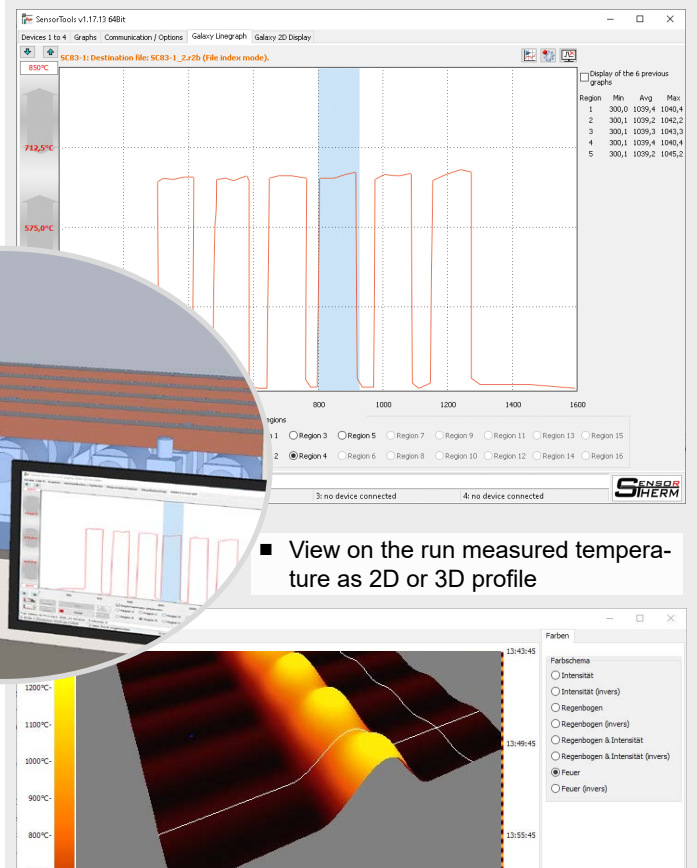 SensorTools v1.17.13 64Bit
Devices 1 to 4 Graphs Communication / Options Galaxy Linegraph Galaxy 2D Display
SC83-1: Destination file: SC83-1_2.r2b (File index mode).
850°C
712,5°C
575,0°C
Display of the 6 previous
graphs
Region Min Avg Max
1 300,0 1039,4 1040,4
2 300,1 1039,2 1042,2
3 300,1 1039,3 1043,3
4 300,1 1039,4 1040,4
5 300,1 1039,2 1045,2
800 1000 1200 1400 1600
1 Region 3 Region 5 Region 7 Region 9 Region 11 Region 13 Region 15
2 Region 4 Region 6 Region 8 Region 10 Region 12 Region 14 Region 16
3: no device connected 4: no device connected
SENSOR
THERM
■ View on the run measured tempera-
ture as 2D or 3D profile
Farben
Farbschema
Intensität
Intensität (invers)
Regenbogen
Regenbogen (invers)
Regenbogen & Intensität
Regenbogen & Intensität (invers)
Feuer
Feuer (invers)
13:43:45
13:49:45
13:55:45
1200°C-
1100°C-
1000°C-
900°C-
800°C-